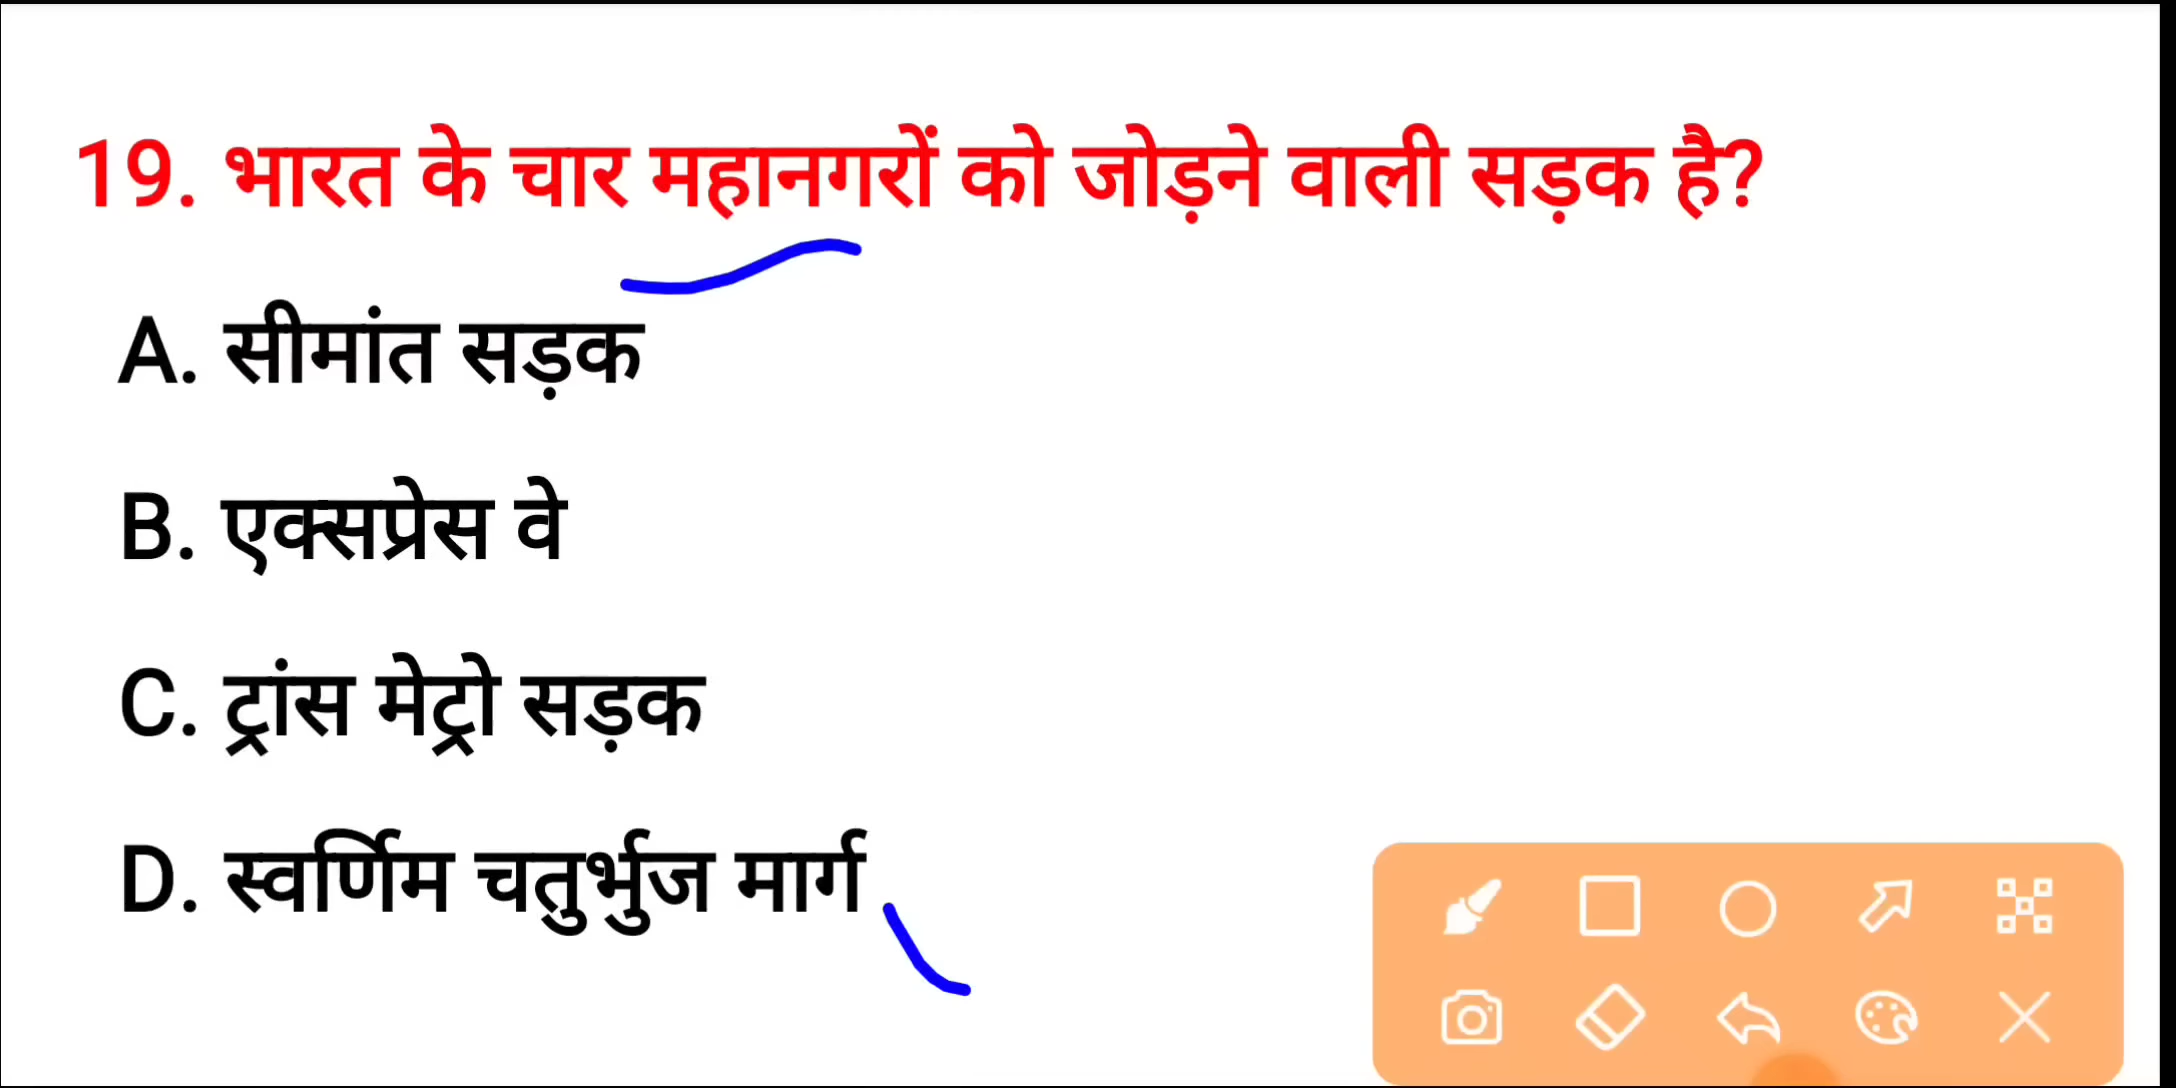 19. भारत के चार महानगरों को जोड़ने वाली सड़क है?
A. सीमांत सड़क
B. एक्सप्रेस वे
C. ट्रांस मेट्रो सड़क
D. स्वर्णिम चतुर्भुज मार्ग